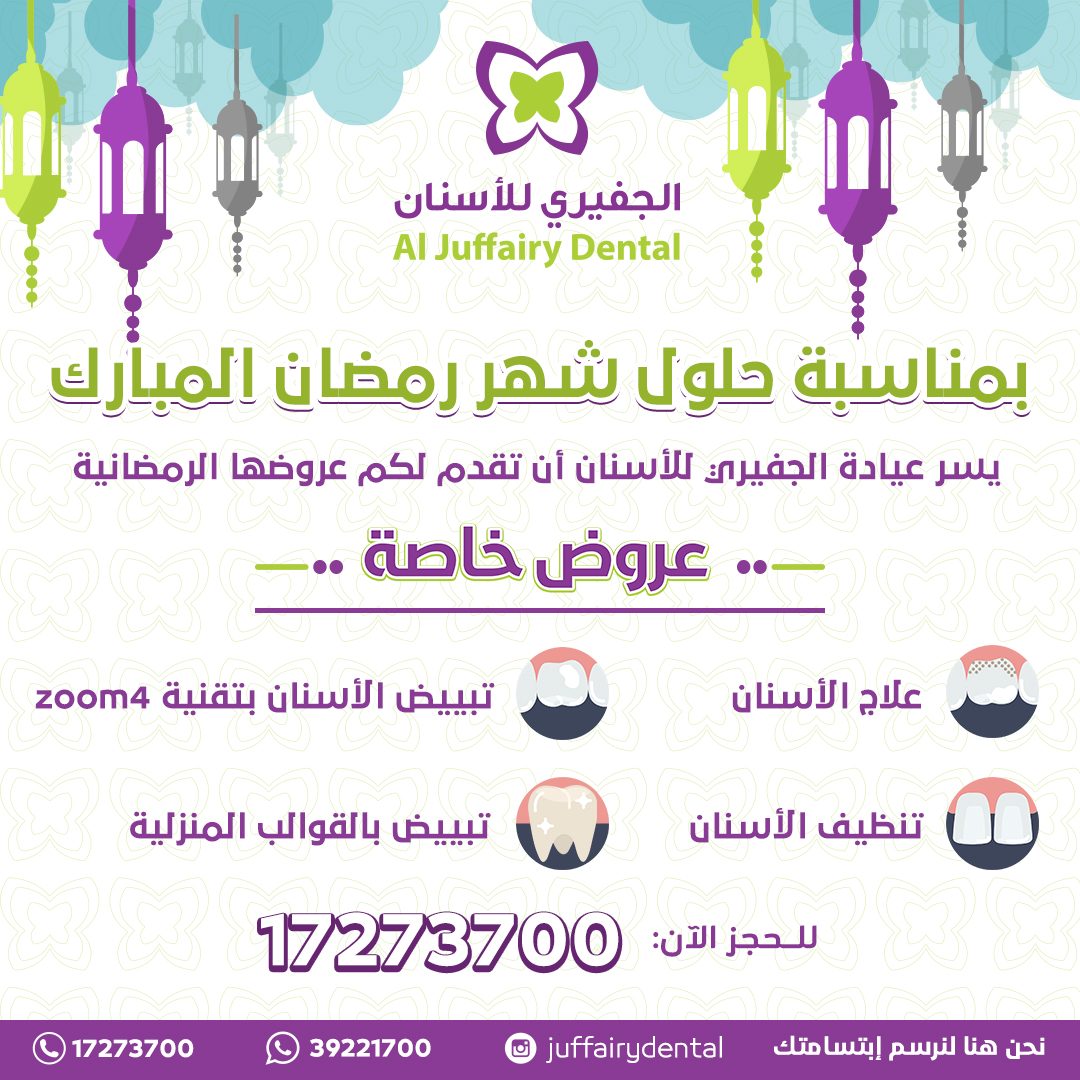 الجفيري للأسنان
Al Juffairy Dental
بمناسبة حلول شهر رمضان المبارك
يسر عيادة الجفيري للأسنان أن تقدم لكم عروضها الرمضانية
عروض خاصة
علاج الأسنان
تبييض الأسنان بتقنية zoom4
تنظيف الأسنان
تبييض بالقوالب المنزلية
للـحجز الآن: 17273700
نحن هنا لنرسم إبتسامتك juffairydental 39221700 17273700